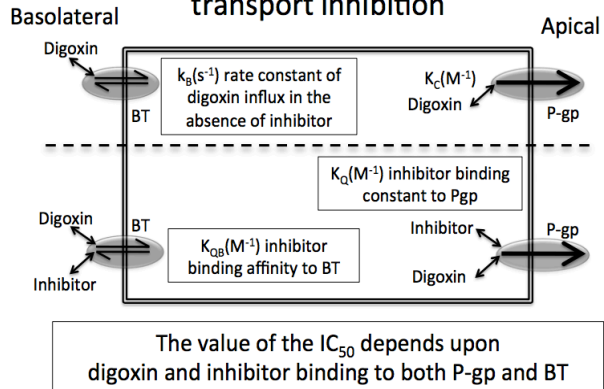 transport inhibition
Basolateral
Apical
Digoxin
BT
k_B(s⁻¹) rate constant of
digoxin influx in the
absence of inhibitor
K_C(M⁻¹)
Digoxin
P-gp
K_Q(M⁻¹) inhibitor binding
constant to Pgp
Digoxin
BT
Inhibitor
K_QB(M⁻¹) inhibitor
binding affinity to BT
Inhibitor
P-gp
Digoxin
The value of the IC₅₀ depends upon
digoxin and inhibitor binding to both P-gp and BT